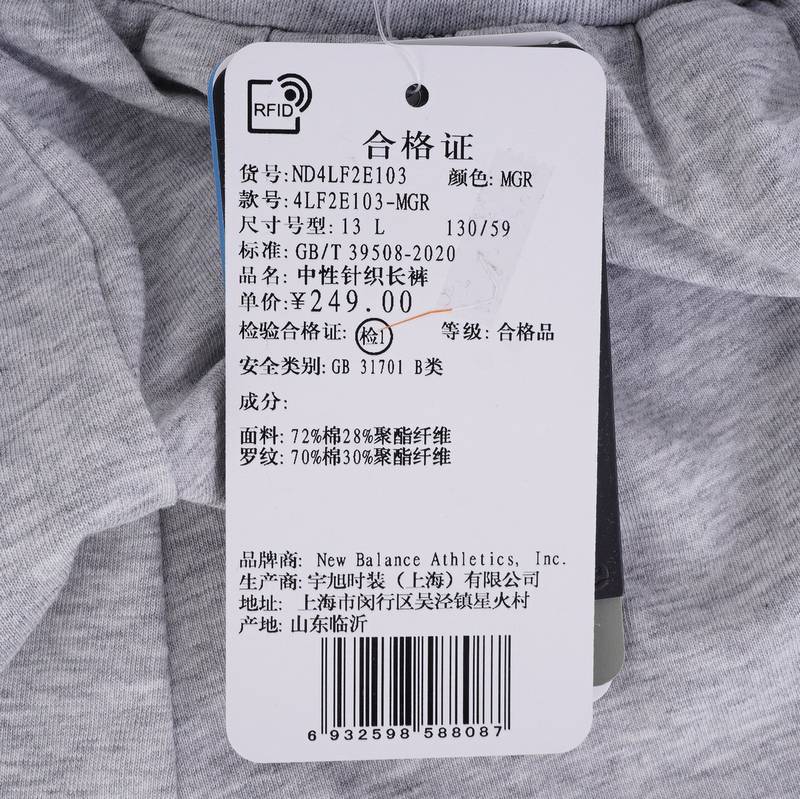 RFID
合格证
货号:ND4LF2E103 颜色: MGR
款号: 4LF2E103-MGR
尺寸号型: 13 L 130/59
标准: GB/T 39508-2020
品名: 中性针织长裤
单价:¥249.00
检验合格证: 检1 等级: 合格品
安全类别: GB 31701 B类
成分:
面料: 72%棉28%聚酯纤维
罗纹: 70%棉30%聚酯纤维
品牌商: New Balance Athletics, Inc.
生产商: 宇旭时装（上海）有限公司
地址: 上海市闵行区吴泾镇星火村
产地: 山东临沂
6 932598 588087